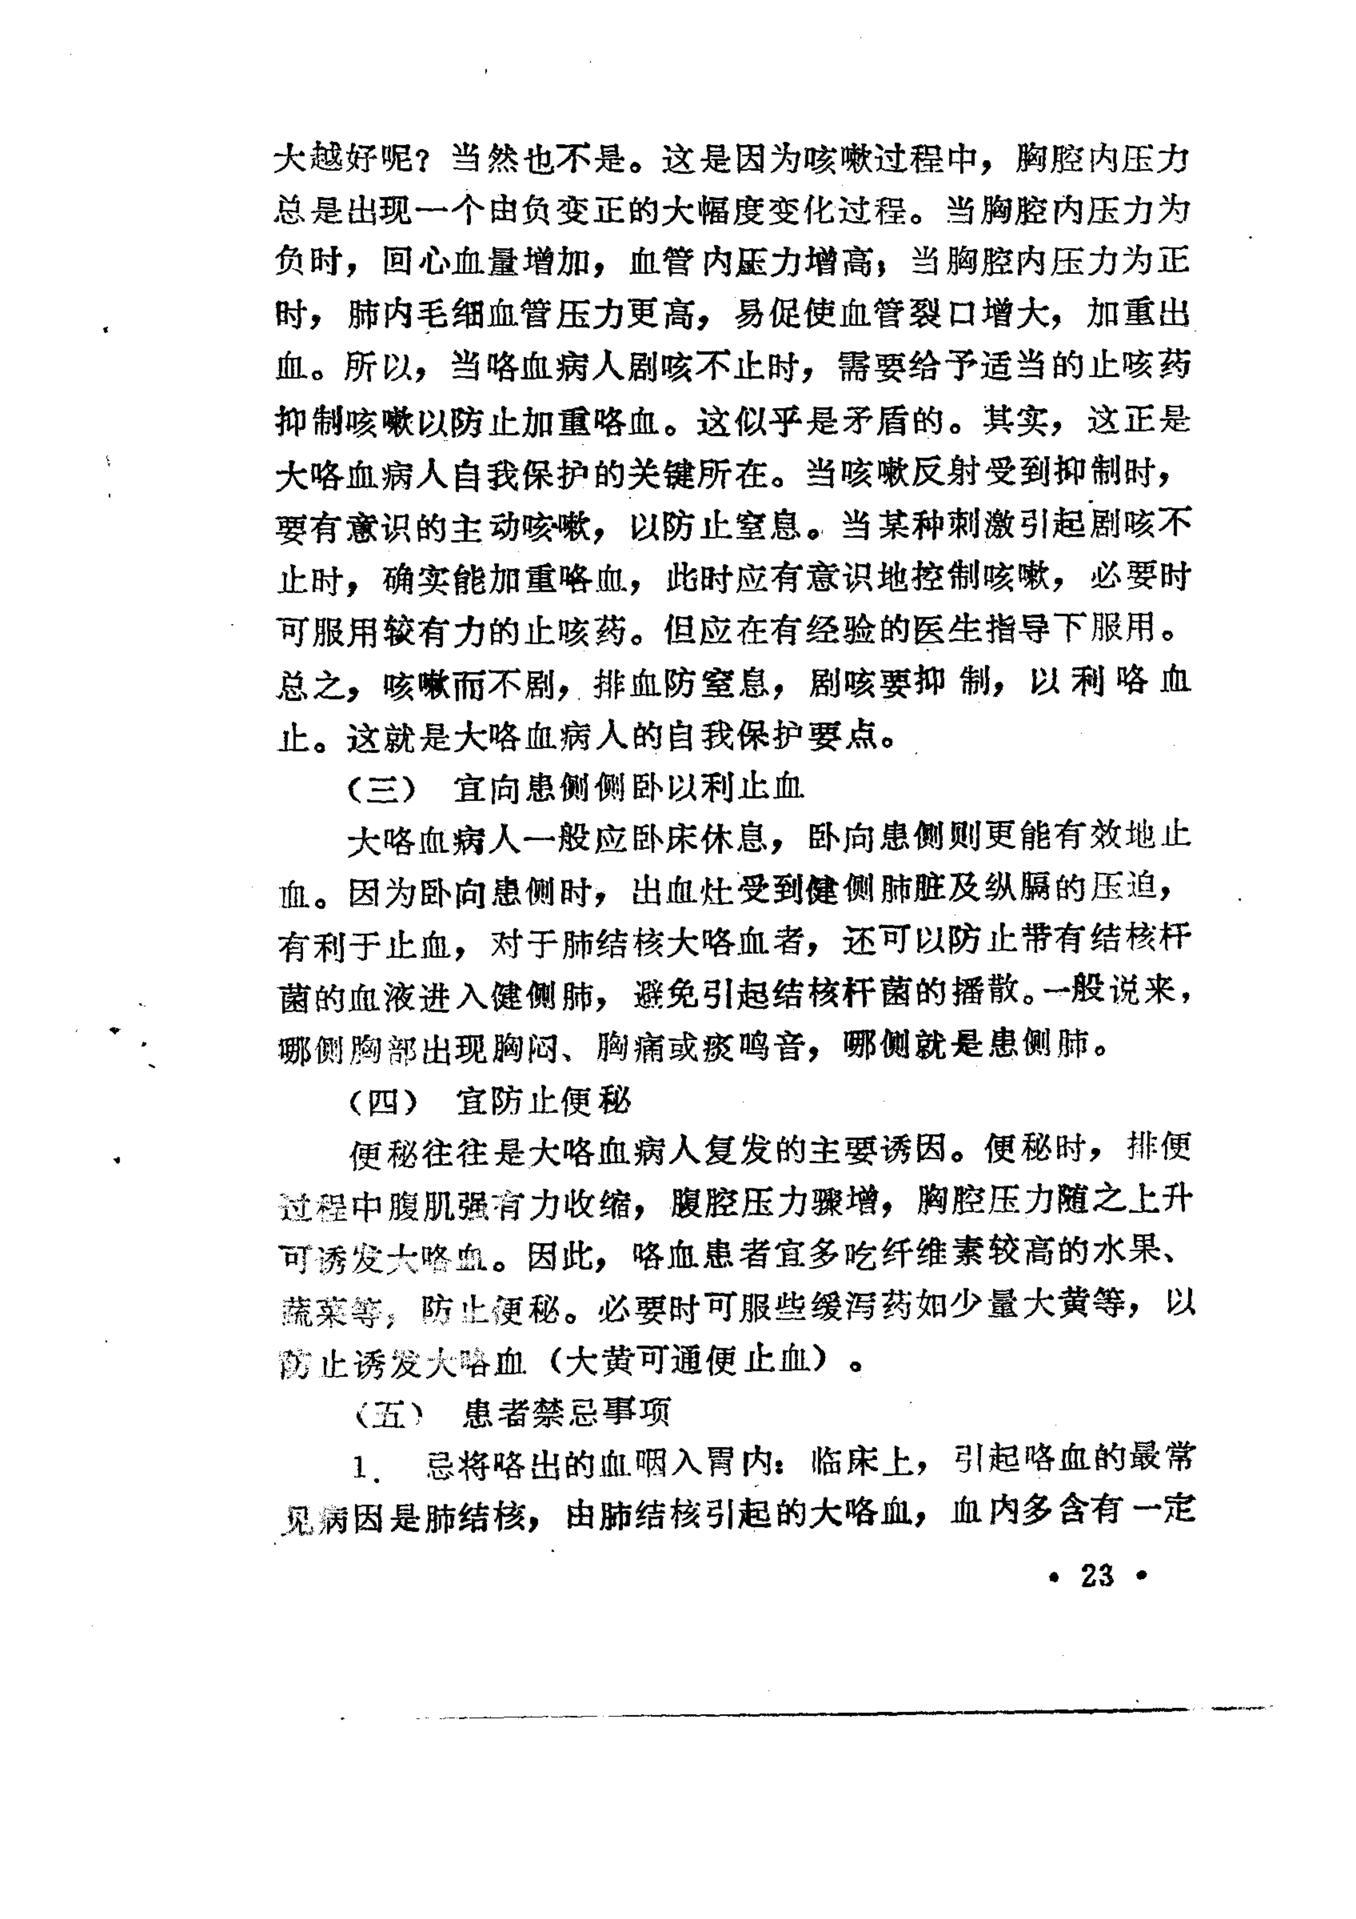 大越好呢？当然也不是。这是因为咳嗽过程中，胸腔内压力
总是出现一个由负变正的大幅度变化过程。当胸腔内压力为
负时，回心血量增加，血管内压力增高；当胸腔内压力为正
时，肺内毛细血管压力更高，易促使血管裂口增大，加重出
血。所以，当咯血病人剧咳不止时，需要给予适当的止咳药
抑制咳嗽以防止加重咯血。这似乎是矛盾的。其实，这正是
大咯血病人自我保护的关键所在。当咳嗽反射受到抑制时，
要有意识的主动咳嗽，以防止窒息。当某种刺激引起剧咳不
止时，确实能加重咯血，此时应有意识地控制咳嗽，必要时
可服用较有力的止咳药。但应在有经验的医生指导下服用。
总之，咳嗽而不剧，排血防窒息，剧咳要抑制，以利咯血
止。这就是大咯血病人的自我保护要点。
（三） 宜向患侧侧卧以利止血
大咯血病人一般应卧床休息，卧向患侧则更能有效地止
血。因为卧向患侧时，出血灶受到健侧肺脏及纵膈的压迫，
有利于止血，对于肺结核大咯血者，还可以防止带有结核杆
菌的血液进入健侧肺，避免引起结核杆菌的播散。一般说来，
哪侧胸部出现胸闷、胸痛或痰鸣音，哪侧就是患侧肺。
（四） 宜防止便秘
便秘往往是大咯血病人复发的主要诱因。便秘时，排便
过程中腹肌强有力收缩，腹腔压力骤增，胸腔压力随之上升
可诱发大咯血。因此，咯血患者宜多吃纤维素较高的水果、
蔬菜等，防止便秘。必要时可服些缓泻药如少量大黄等，以
防止诱发大咯血（大黄可通便止血）。
（五） 患者禁忌事项
1． 忌将咯出的血咽入胃内：临床上，引起咯血的最常
见病因是肺结核，由肺结核引起的大咯血，血内多含有一定
• 23 •